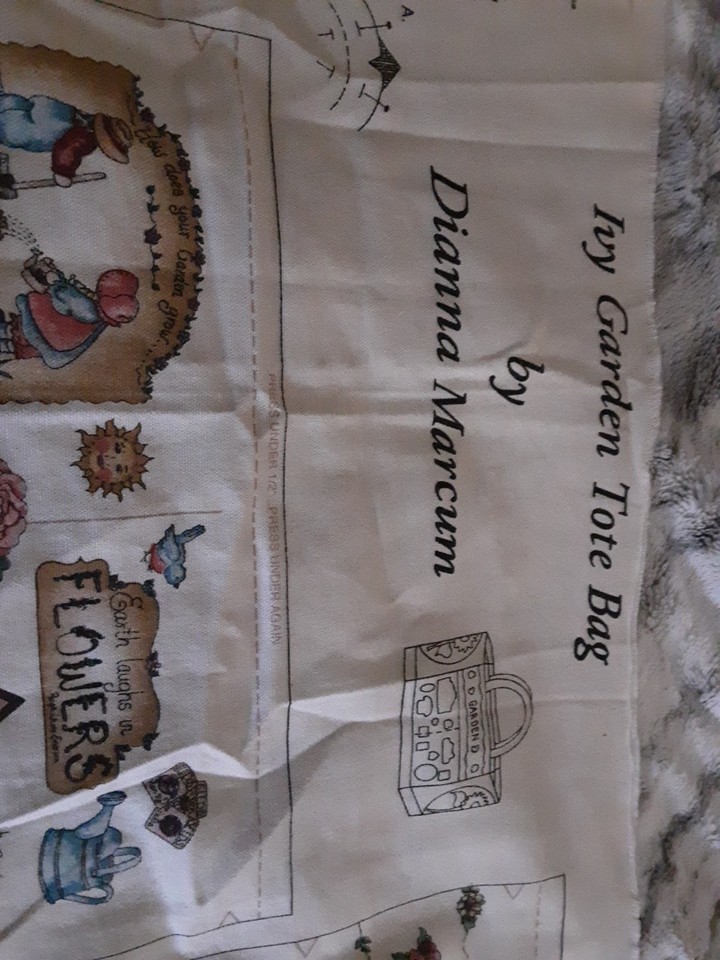 Ivy Garden Tote Bag
by
Dianna Marcum
A.
GARDEN
PRESS UNDER 1/2" PRESS UNDER AGAIN
How does your Garden grow...
Earth laughs in
FLOWERS